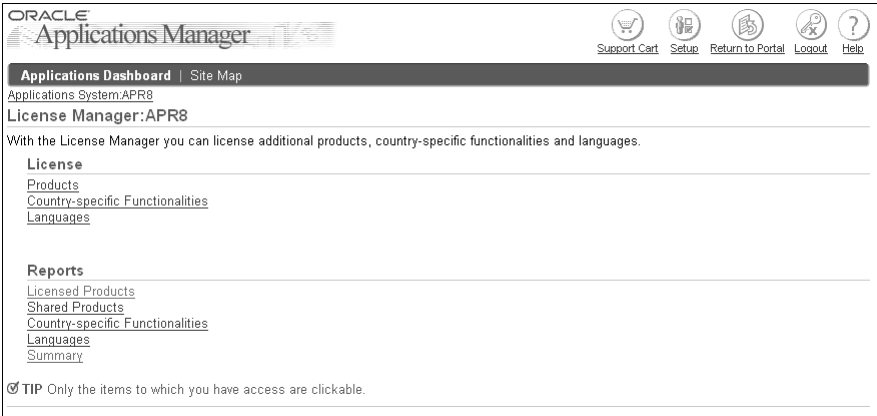 ORACLE
Applications Manager
Support Cart Setup Return to Portal Logout Help
Applications Dashboard | Site Map
Applications System:APR8
License Manager:APR8
With the License Manager you can license additional products, country-specific functionalities and languages.
License
Products
Country-specific Functionalities
Languages
Reports
Licensed Products
Shared Products
Country-specific Functionalities
Languages
Summary
TIP Only the items to which you have access are clickable.